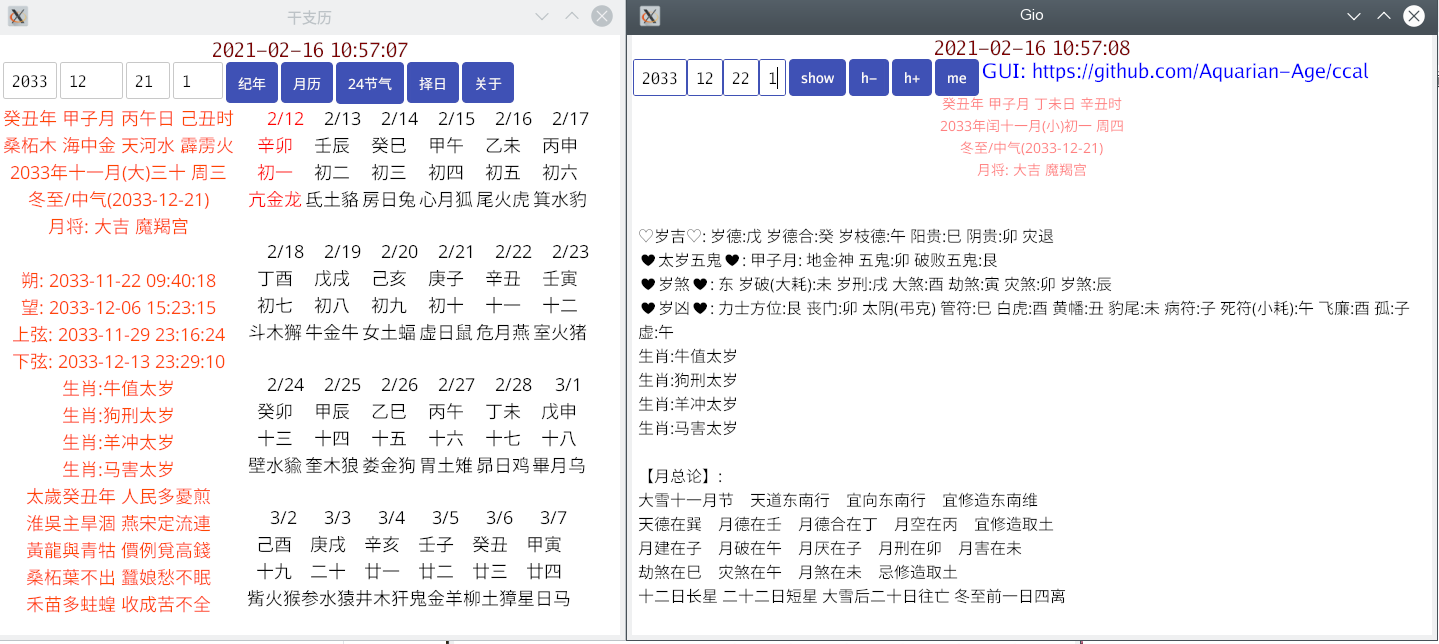 干支历
2021-02-16 10:57:07
2033 12 21 1 纪年 月历 24节气 择日 关于
癸丑年 甲子月 丙午日 己丑时
桑柘木 海中金 天河水 霹雳火
2033年十一月(大)三十 周三
冬至/中气(2033-12-21)
月将: 大吉 魔羯宫
朔: 2033-11-22 09:40:18
望: 2033-12-06 15:23:15
上弦: 2033-11-29 23:16:24
下弦: 2033-12-13 23:29:10
生肖:牛值太岁
生肖:狗刑太岁
生肖:羊冲太岁
生肖:马害太岁
太歲癸丑年 人民多憂煎
淮吳主旱涸 燕宋定流連
黃龍與青牯 價例覓高錢
桑柘葉不出 蠶娘愁不眠
禾苗多蛀蝗 收成苦不全
2/12 2/13 2/14 2/15 2/16 2/17
辛卯 壬辰 癸巳 甲午 乙未 丙申
初一 初二 初三 初四 初五 初六
亢金龙 氐土貉 房日兔 心月狐 尾火虎 箕水豹
2/18 2/19 2/20 2/21 2/22 2/23
丁酉 戊戌 己亥 庚子 辛丑 壬寅
初七 初八 初九 初十 十一 十二
斗木獬 牛金牛 女土蝠 虚日鼠 危月燕 室火猪
2/24 2/25 2/26 2/27 2/28 3/1
癸卯 甲辰 乙巳 丙午 丁未 戊申
十三 十四 十五 十六 十七 十八
壁水貐 奎木狼 娄金狗 胃土雉 昴日鸡 畢月乌
3/2 3/3 3/4 3/5 3/6 3/7
己酉 庚戌 辛亥 壬子 癸丑 甲寅
十九 二十 廿一 廿二 廿三 廿四
觜火猴 参水猿 井木犴 鬼金羊 柳土獐 星日马
Gio
2021-02-16 10:57:08
2033 12 22 1 show h- h+ me GUI: https://github.com/Aquarian-Age/ccal
癸丑年 甲子月 丁未日 辛丑时
2033年闰十一月(小)初一 周四
冬至/中气(2033-12-21)
月将: 大吉 魔羯宫
♡岁吉♡: 岁德:戊 岁德合:癸 岁枝德:午 阳贵:巳 阴贵:卯 灾退
♥太岁五鬼♥: 甲子月: 地金神 五鬼:卯 破败五鬼:艮
♥岁煞♥: 东 岁破(大耗):未 岁刑:戌 大煞:酉 劫煞:寅 灾煞:卯 岁煞:辰
♥岁凶♥: 力士方位:艮 丧门:卯 太阴(弔克) 管符:巳 白虎:酉 黄幡:丑 豹尾:未 病符:子 死符(小耗):午 飞廉:酉 孤:子
虚:午
生肖:牛值太岁
生肖:狗刑太岁
生肖:羊冲太岁
生肖:马害太岁
【月总论】:
大雪十一月节 天道东南行 宜向东南行 宜修造东南维
天德在巽 月德在壬 月德合在丁 月空在丙 宜修造取土
月建在子 月破在午 月厌在子 月刑在卯 月害在未
劫煞在巳 灾煞在午 月煞在未 忌修造取土
十二日长星 二十二日短星 大雪后二十日往亡 冬至前一日四离